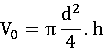 V₀ = π d²/4 . h